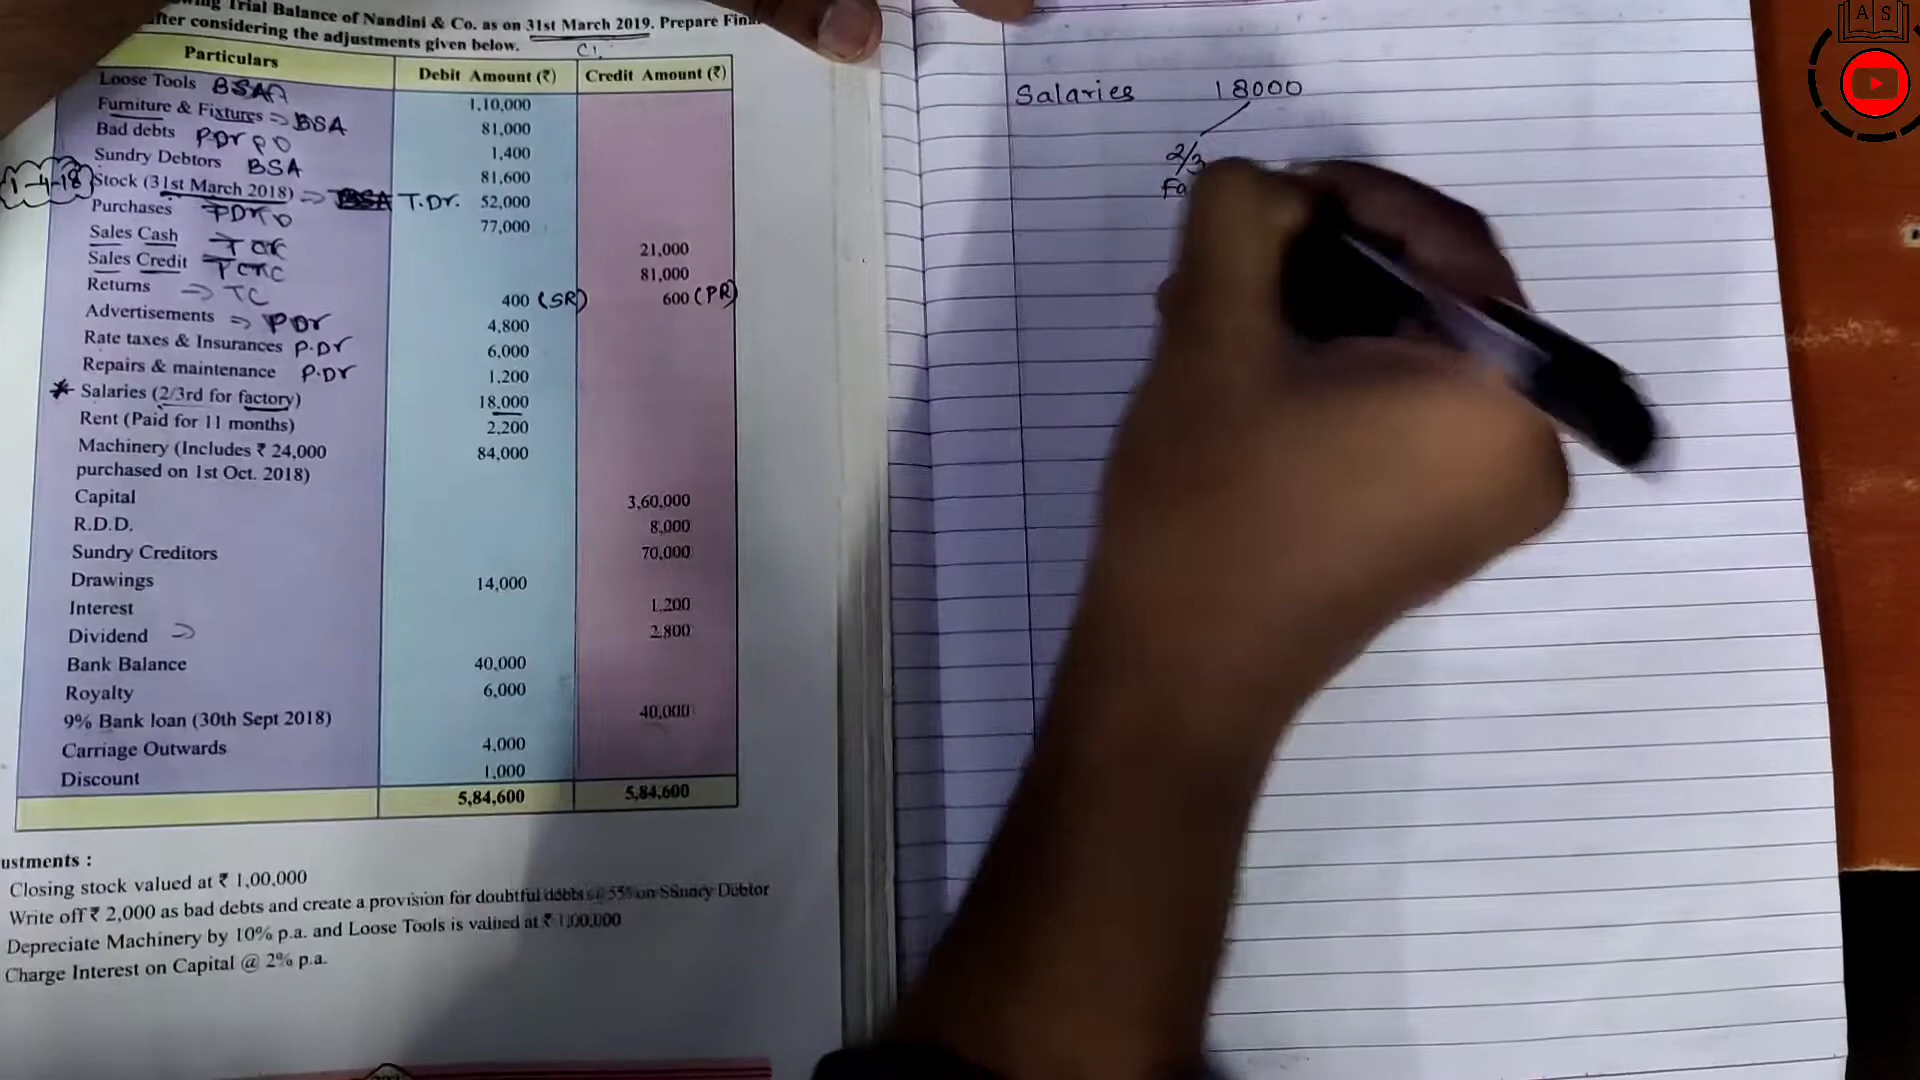 Trial Balance of Nandini & Co. as on 31st March 2019. Prepare
after considering the adjustments given below.
Particulars Debit Amount (₹) Credit Amount (₹)
Loose Tools BSA 1,10,000
Furniture & Fixtures => BSA 81,000
Bad debts PDr 1,400
Sundry Debtors BSA 81,600
1-4-18 Stock (31st March 2018) => T.Dr. 52,000
Purchases 77,000
Sales Cash 21,000
Sales Credit 81,000
Returns => TC 400 (SR) 600 (PR)
Advertisements => PDr 4,800
Rate taxes & Insurances P.Dr 6,000
Repairs & maintenance P.Dr 1,200
* Salaries (2/3rd for factory) 18,000
Rent (Paid for 11 months) 2,200
Machinery (Includes ₹ 24,000 84,000
purchased on 1st Oct. 2018)
Capital 3,60,000
R.D.D. 8,000
Sundry Creditors 70,000
Drawings 14,000
Interest 1,200
Dividend => 2,800
Bank Balance 40,000
Royalty 6,000
9% Bank loan (30th Sept 2018) 40,000
Carriage Outwards 4,000
Discount 1,000
5,84,600 5,84,600
ustments :
Closing stock valued at ₹ 1,00,000
Write off ₹ 2,000 as bad debts and create a provision for doubtful debts on
Depreciate Machinery by 10% p.a. and Loose Tools is valued at ₹
Charge Interest on Capital @ 2% p.a.
Salaries 18000
2/3
Fa
A S